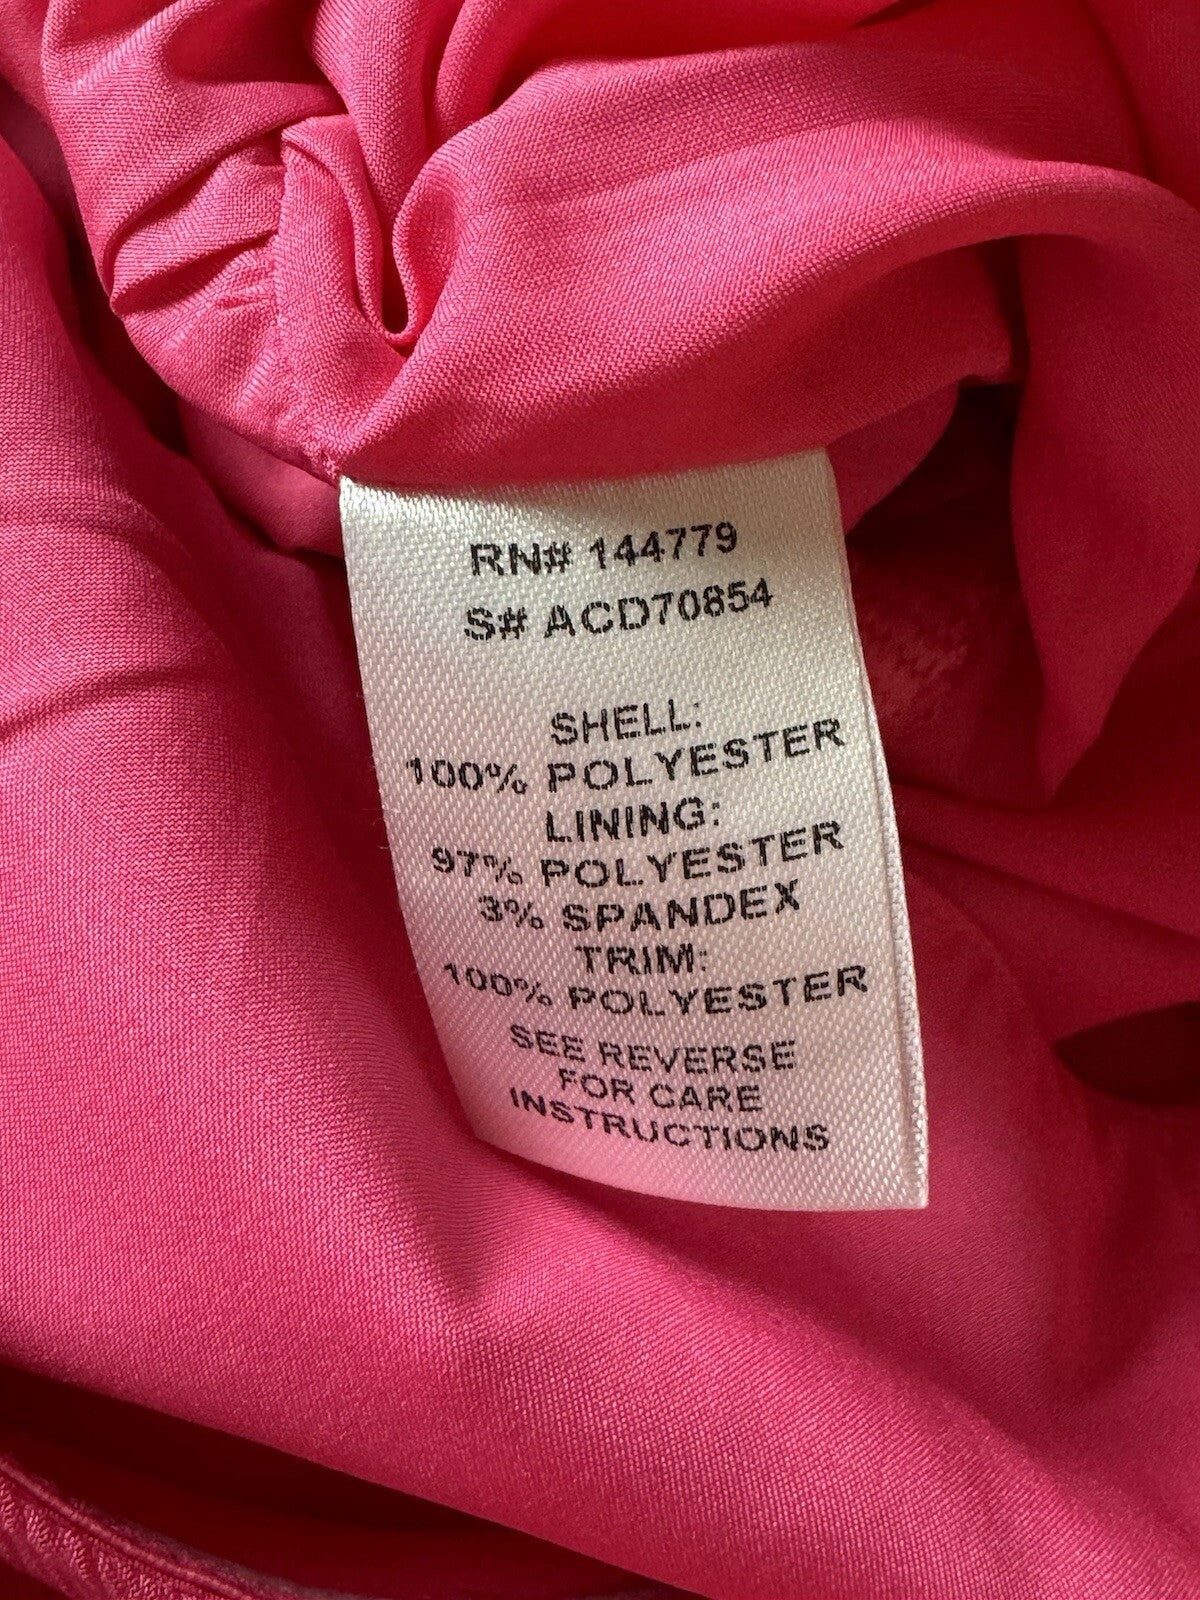 RN# 144779
S# ACD70854
SHELL:
100% POLYESTER
LINING:
97% POLYESTER
3% SPANDEX
TRIM:
100% POLYESTER
SEE REVERSE
FOR CARE
INSTRUCTIONS